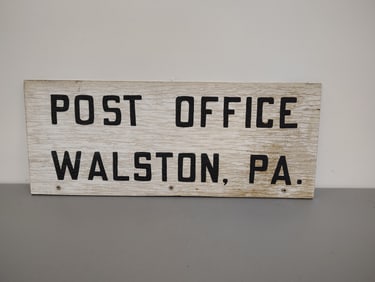 POST OFFICE
WALSTON, PA.